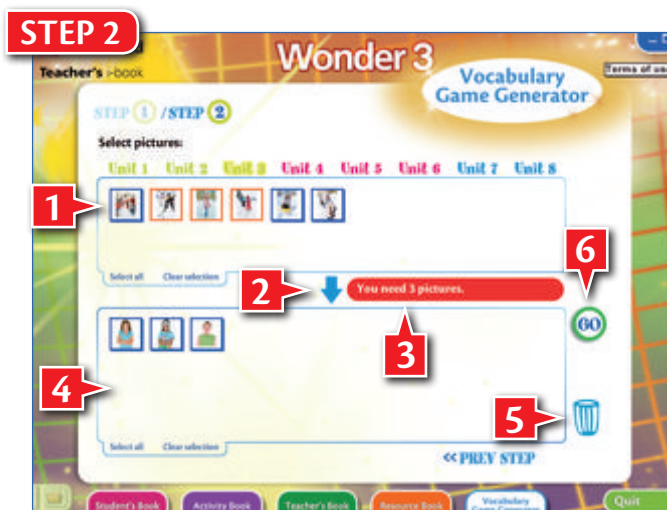 STEP 2
Wonder 3
Teacher's i-book
Terms of use
Vocabulary
Game Generator
STEP 1 / STEP 2
Select pictures:
Unit 1 Unit 2 Unit 3 Unit 4 Unit 5 Unit 6 Unit 7 Unit 8
1
6
Select all Clear selection
2
You need 3 pictures.
GO
3
4
5
Select all Clear selection
<< PREV STEP
Student's Book Activity Book Teacher's Book Resource Book Vocabulary Game Generator Quit